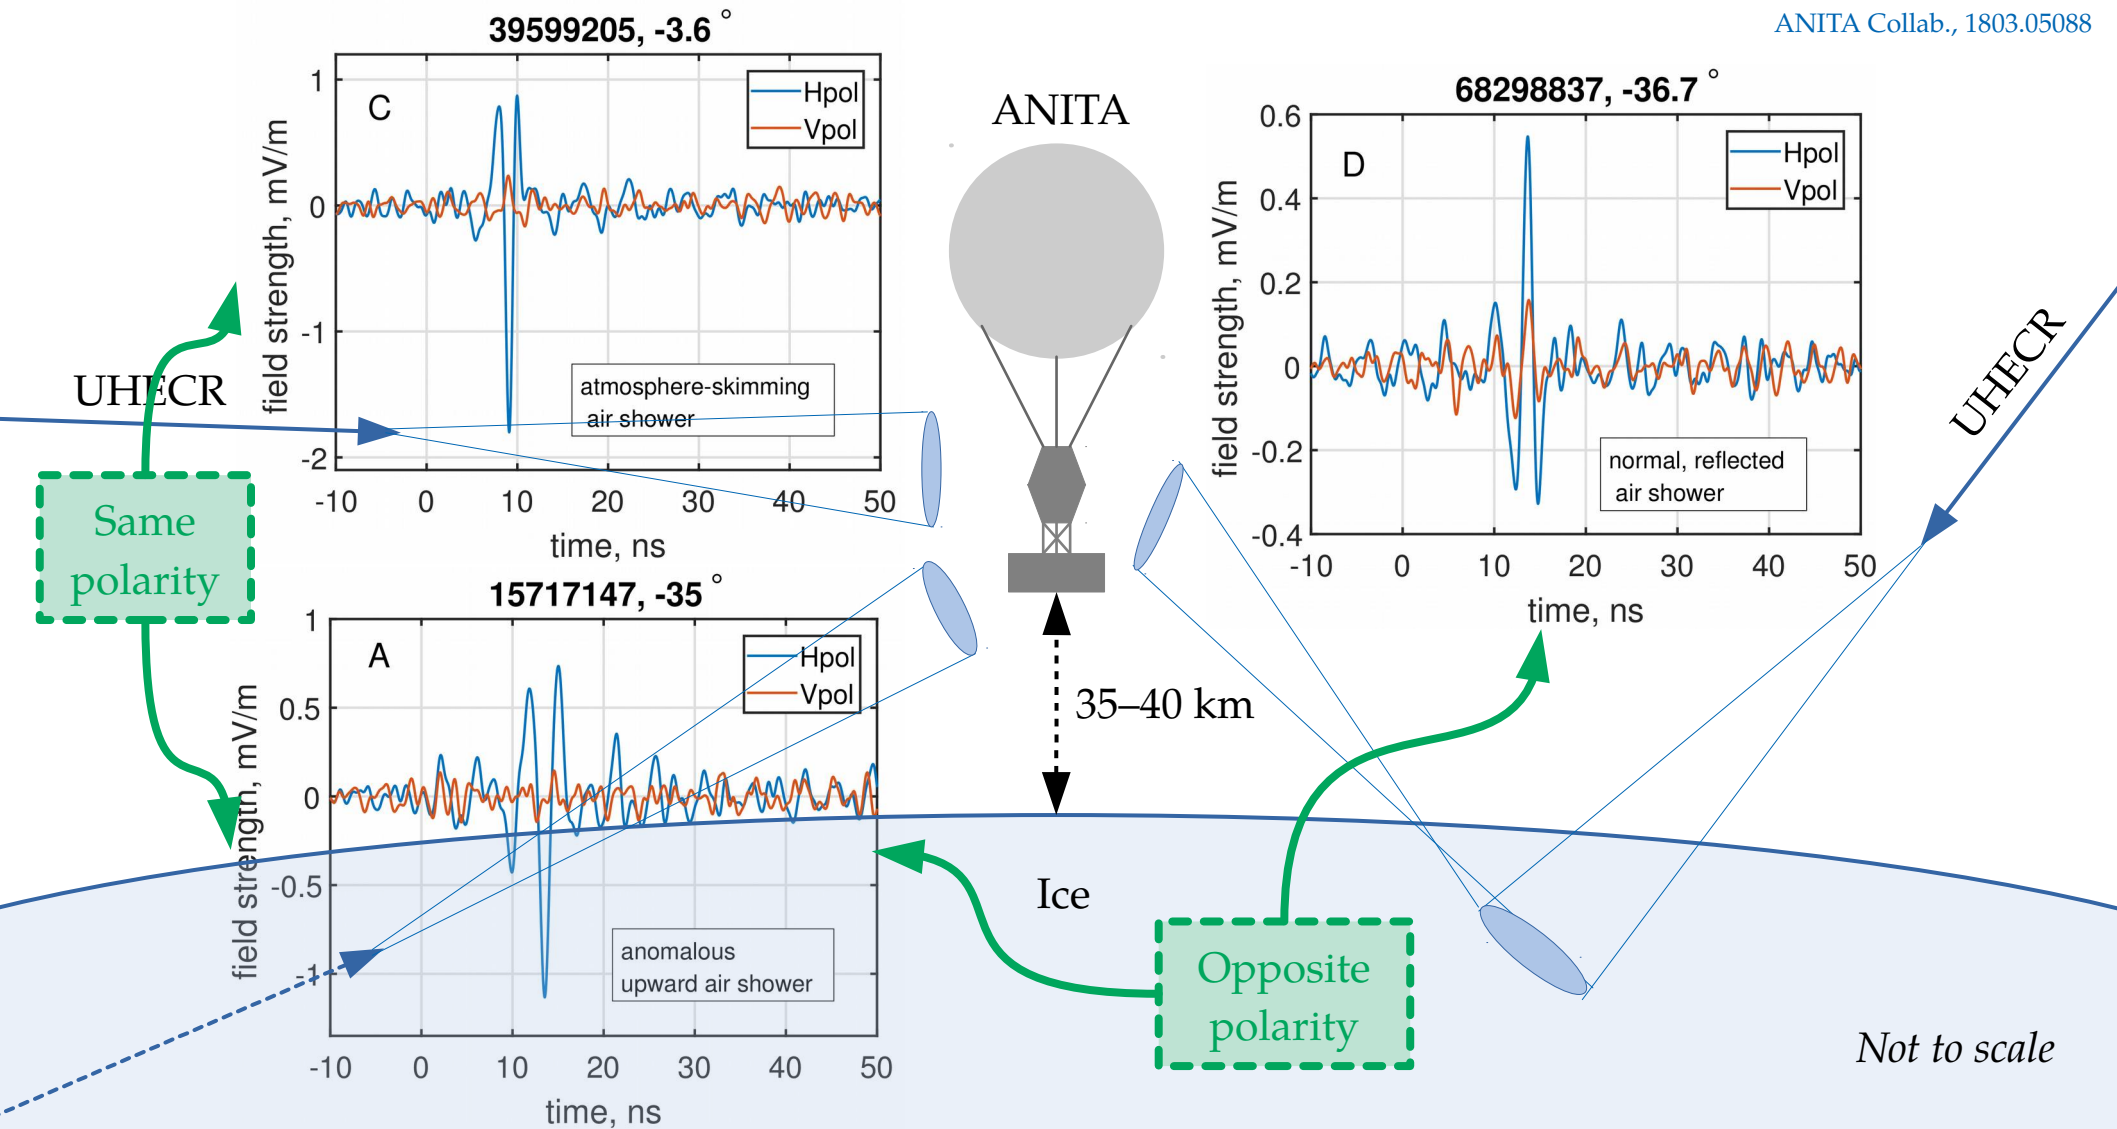 ANITA Collab., 1803.05088
39599205, -3.6 °
C
Hpol
Vpol
field strength, mV/m
1
0
-1
-2
-10 0 10 20 30 40 50
time, ns
atmosphere-skimming
air shower
UHECR
Same
polarity
ANITA
68298837, -36.7 °
D
Hpol
Vpol
field strength, mV/m
0.6
0.4
0.2
0
-0.2
-0.4
-10 0 10 20 30 40 50
time, ns
normal, reflected
air shower
UHECR
15717147, -35 °
A
Hpol
Vpol
field strength, mV/m
1
0.5
0
-0.5
-1
-10 0 10 20 30 40 50
time, ns
anomalous
upward air shower
35–40 km
Ice
Opposite
polarity
Not to scale